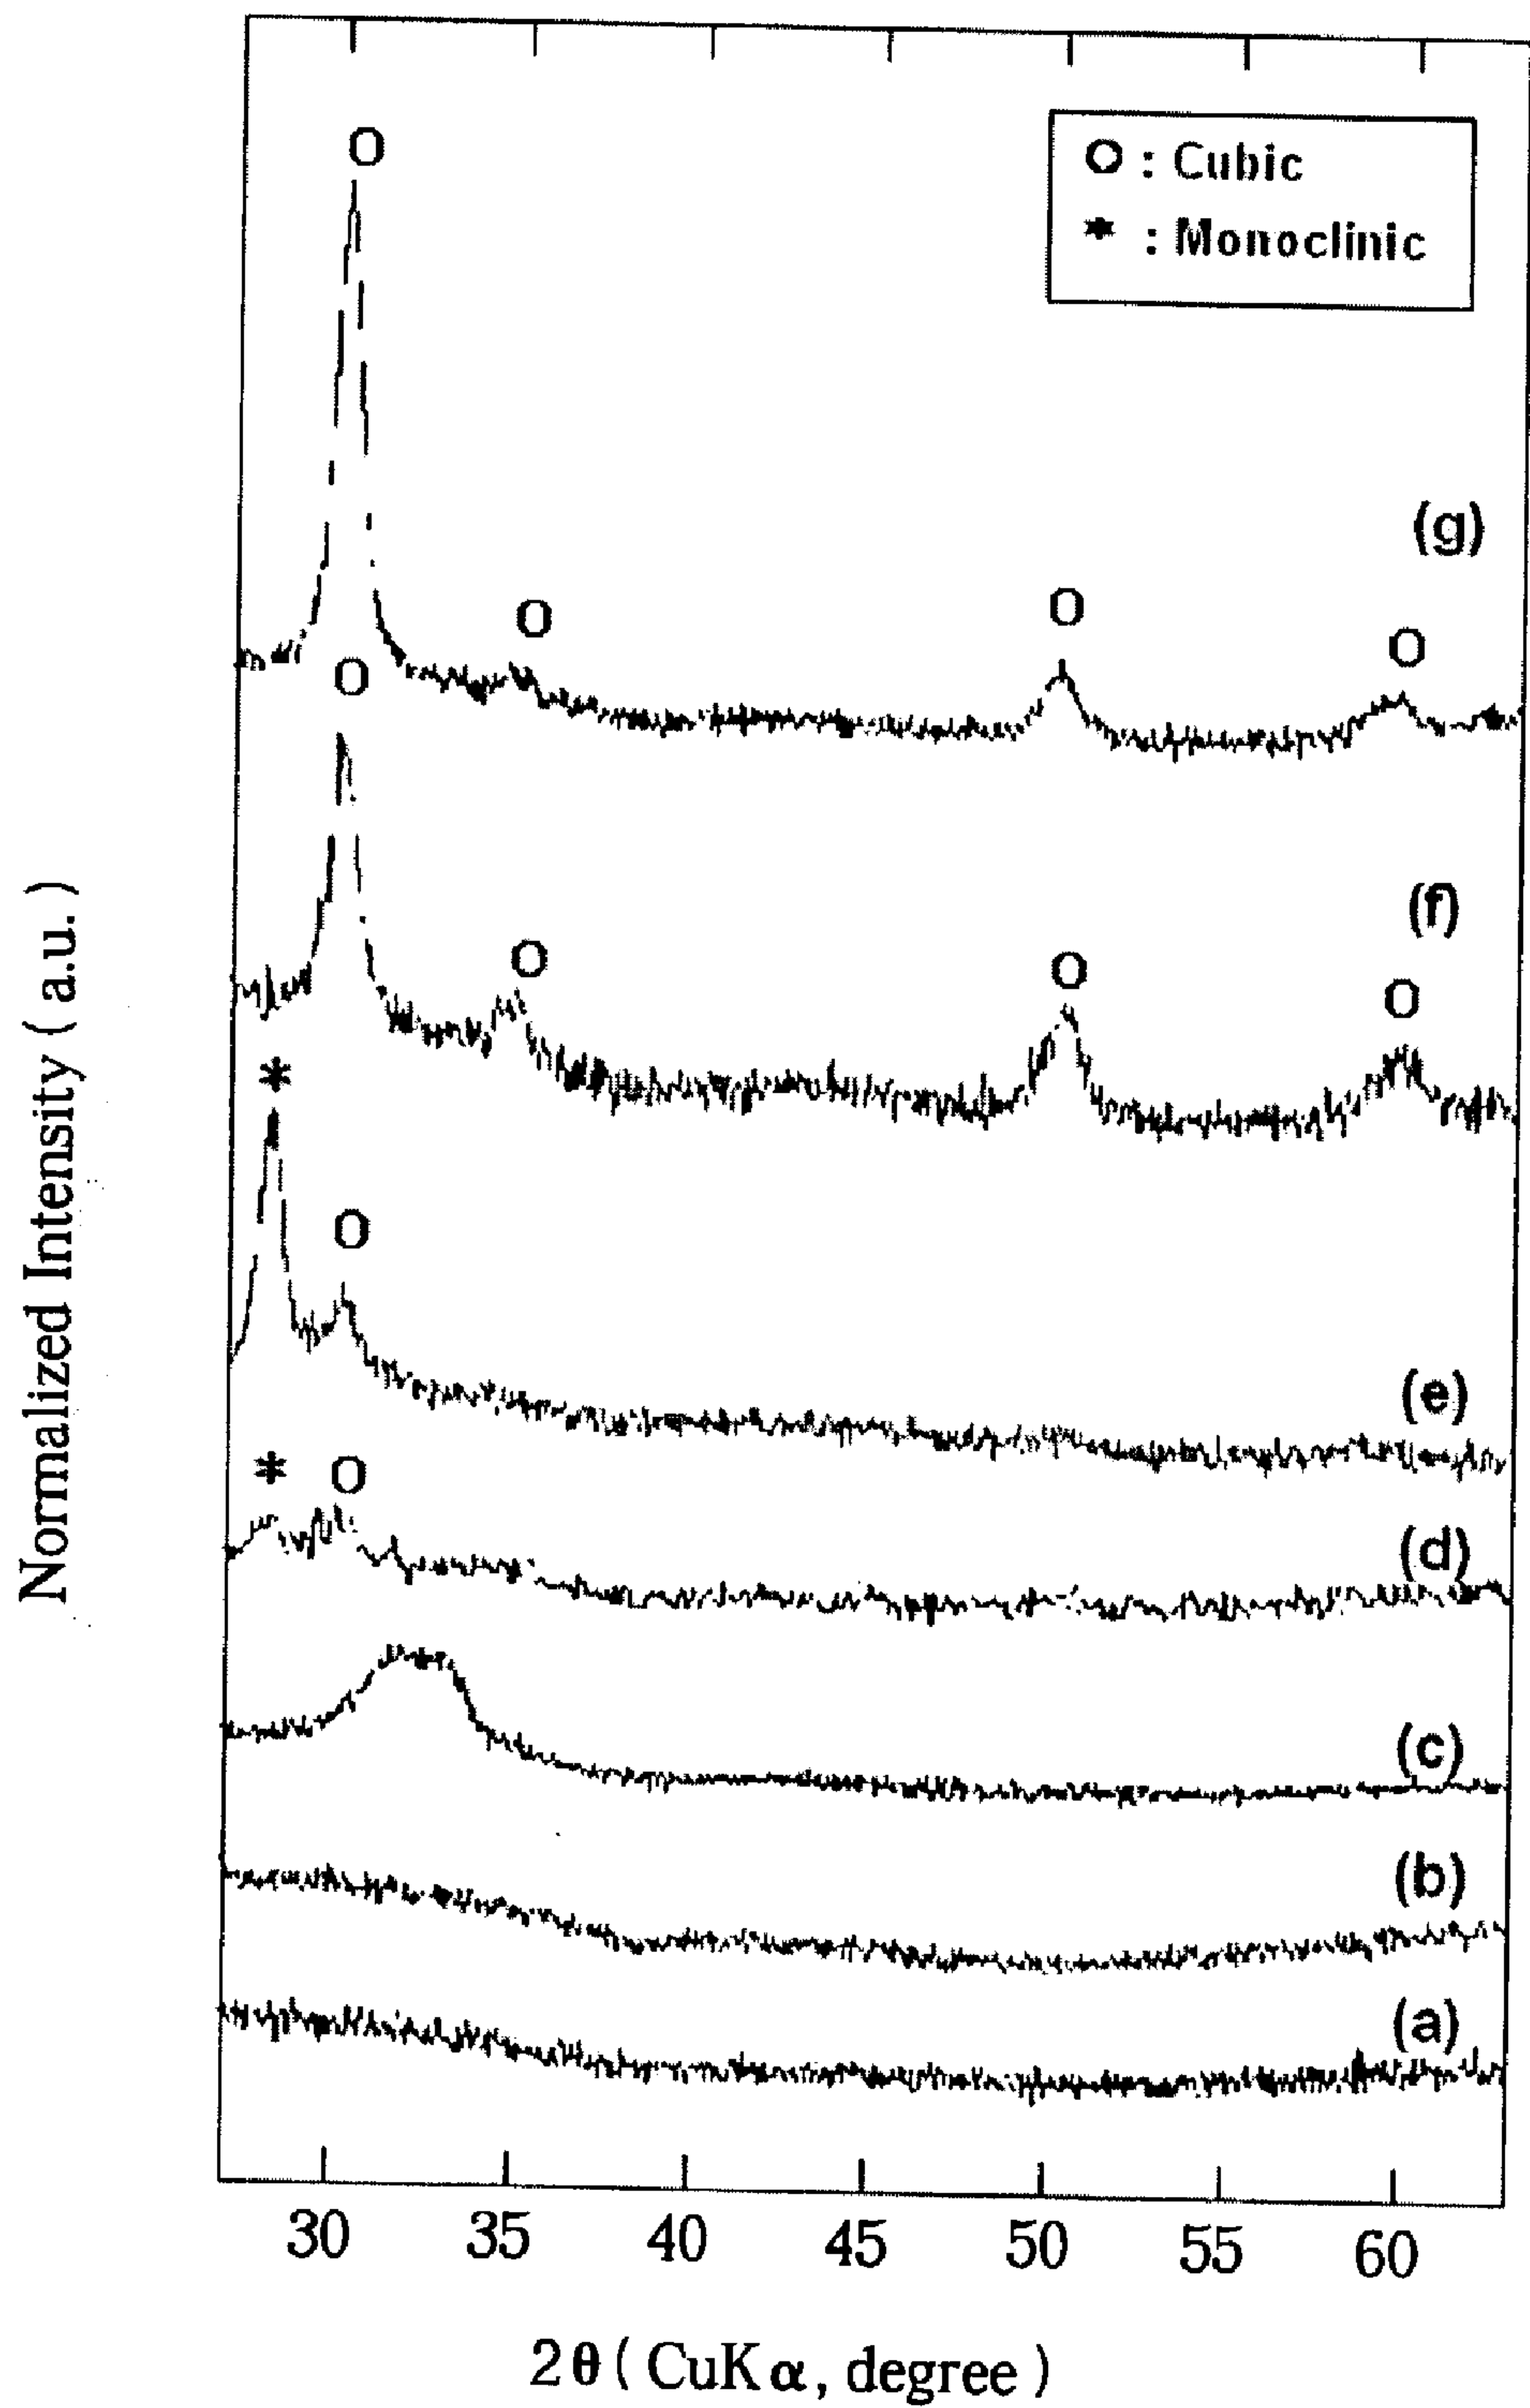 O
O : Cubic
* : Monoclinic
(g)
O
O
O
O
(f)
O
O
O
*
O
(e)
*
O
(d)
(c)
(b)
(a)
30 35 40 45 50 55 60
2θ ( CuKα, degree )
Normalized Intensity ( a.u. )